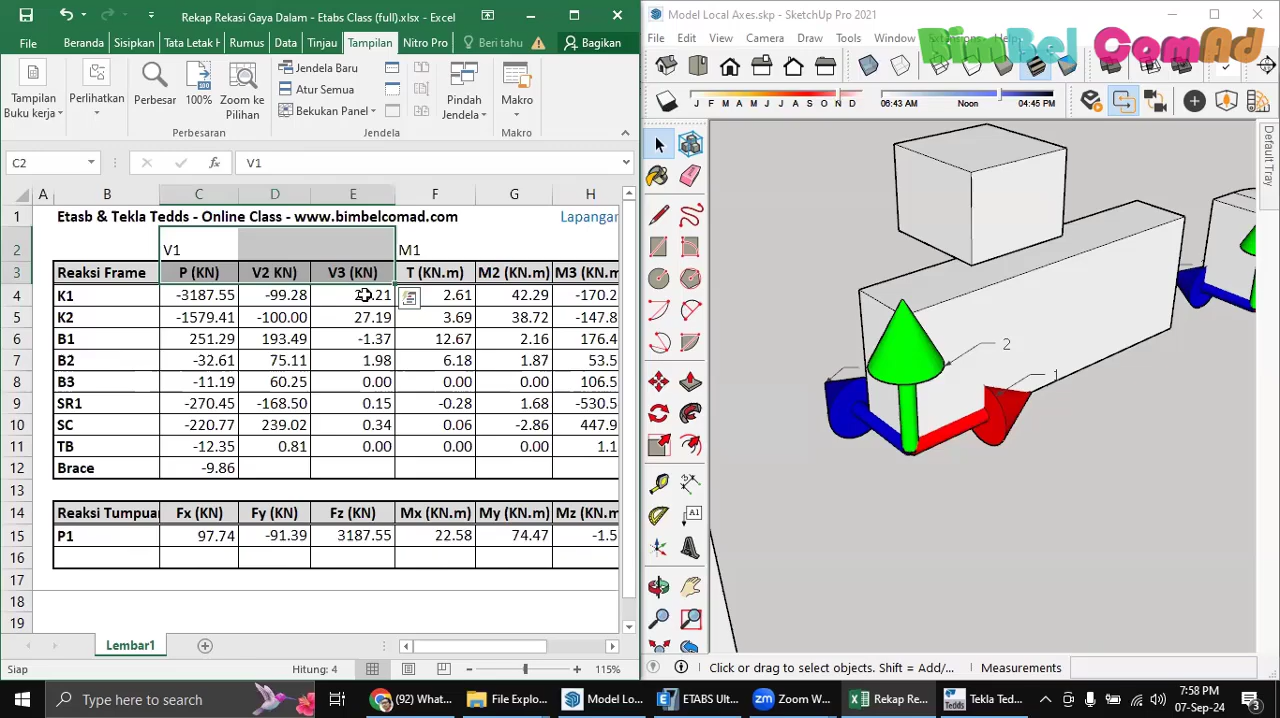 Rekap Rekasi Gaya Dalam - Etabs Class (full).xlsx - Excel
File Beranda Sisipkan Tata Letak H Rumus Data Tinjau Tampilan Nitro Pro Beri tahu Bagikan
Tampilan Buku kerja
Perlihatkan
Perbesar
100%
Zoom ke Pilihan
Jendela Baru
Atur Semua
Bekukan Panel
Pindah Jendela
Makro
Perbesaran Jendela Makro
C2 fx V1
A B C D E F G H
1 Etasb & Tekla Tedds - Online Class - www.bimbelcomad.com Lapangan
2 V1 M1
3 Reaksi Frame P (KN) V2 KN) V3 (KN) T (KN.m) M2 (KN.m) M3 (KN.m
4 K1 -3187.55 -99.28 .21 2.61 42.29 -170.2
5 K2 -1579.41 -100.00 27.19 3.69 38.72 -147.8
6 B1 251.29 193.49 -1.37 12.67 2.16 176.4
7 B2 -32.61 75.11 1.98 6.18 1.87 53.5
8 B3 -11.19 60.25 0.00 0.00 0.00 106.5
9 SR1 -270.45 -168.50 0.15 -0.28 1.68 -530.5
10 SC -220.77 239.02 0.34 0.06 -2.86 447.9
11 TB -12.35 0.81 0.00 0.00 0.00 1.1
12 Brace -9.86
13
14 Reaksi Tumpuan Fx (KN) Fy (KN) Fz (KN) Mx (KN.m) My (KN.m) Mz (KN.m
15 P1 97.74 -91.39 3187.55 22.58 74.47 -1.5
16
17
18
19
Lembar1
Siap Hitung: 4 115%
Model Local Axes.skp - SketchUp Pro 2021
BimBel ComAd
File Edit View Camera Draw Tools Window Extensions Help
J F M A M J J A S O N D 06:43 AM Noon 04:45 PM
Default Tray
2
1
A1
Click or drag to select objects. Shift = Add/... Measurements
Type here to search
(92) What...
File Explo...
Model Lo...
ETABS Ult...
Zoom W...
Rekap Re...
Tekla Ted...
7:58 PM
07-Sep-24
3